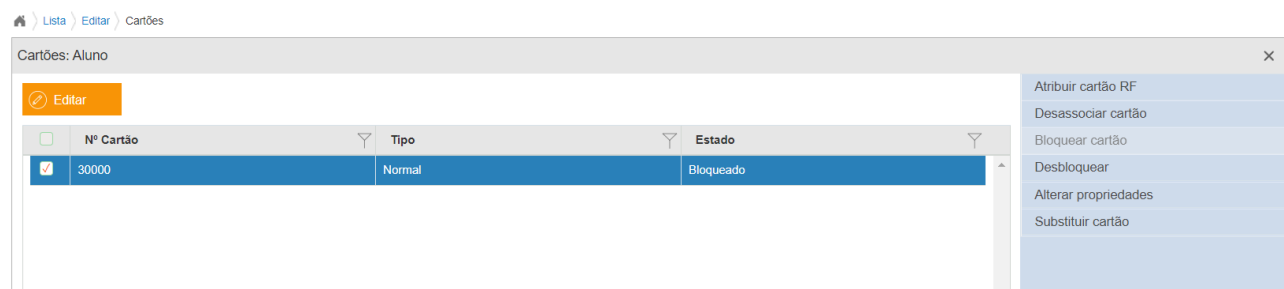 Lista Editar Cartões
Cartões: Aluno
Editar
Nº Cartão Tipo Estado
30000 Normal Bloqueado
Atribuir cartão RF
Desassociar cartão
Bloquear cartão
Desbloquear
Alterar propriedades
Substituir cartão